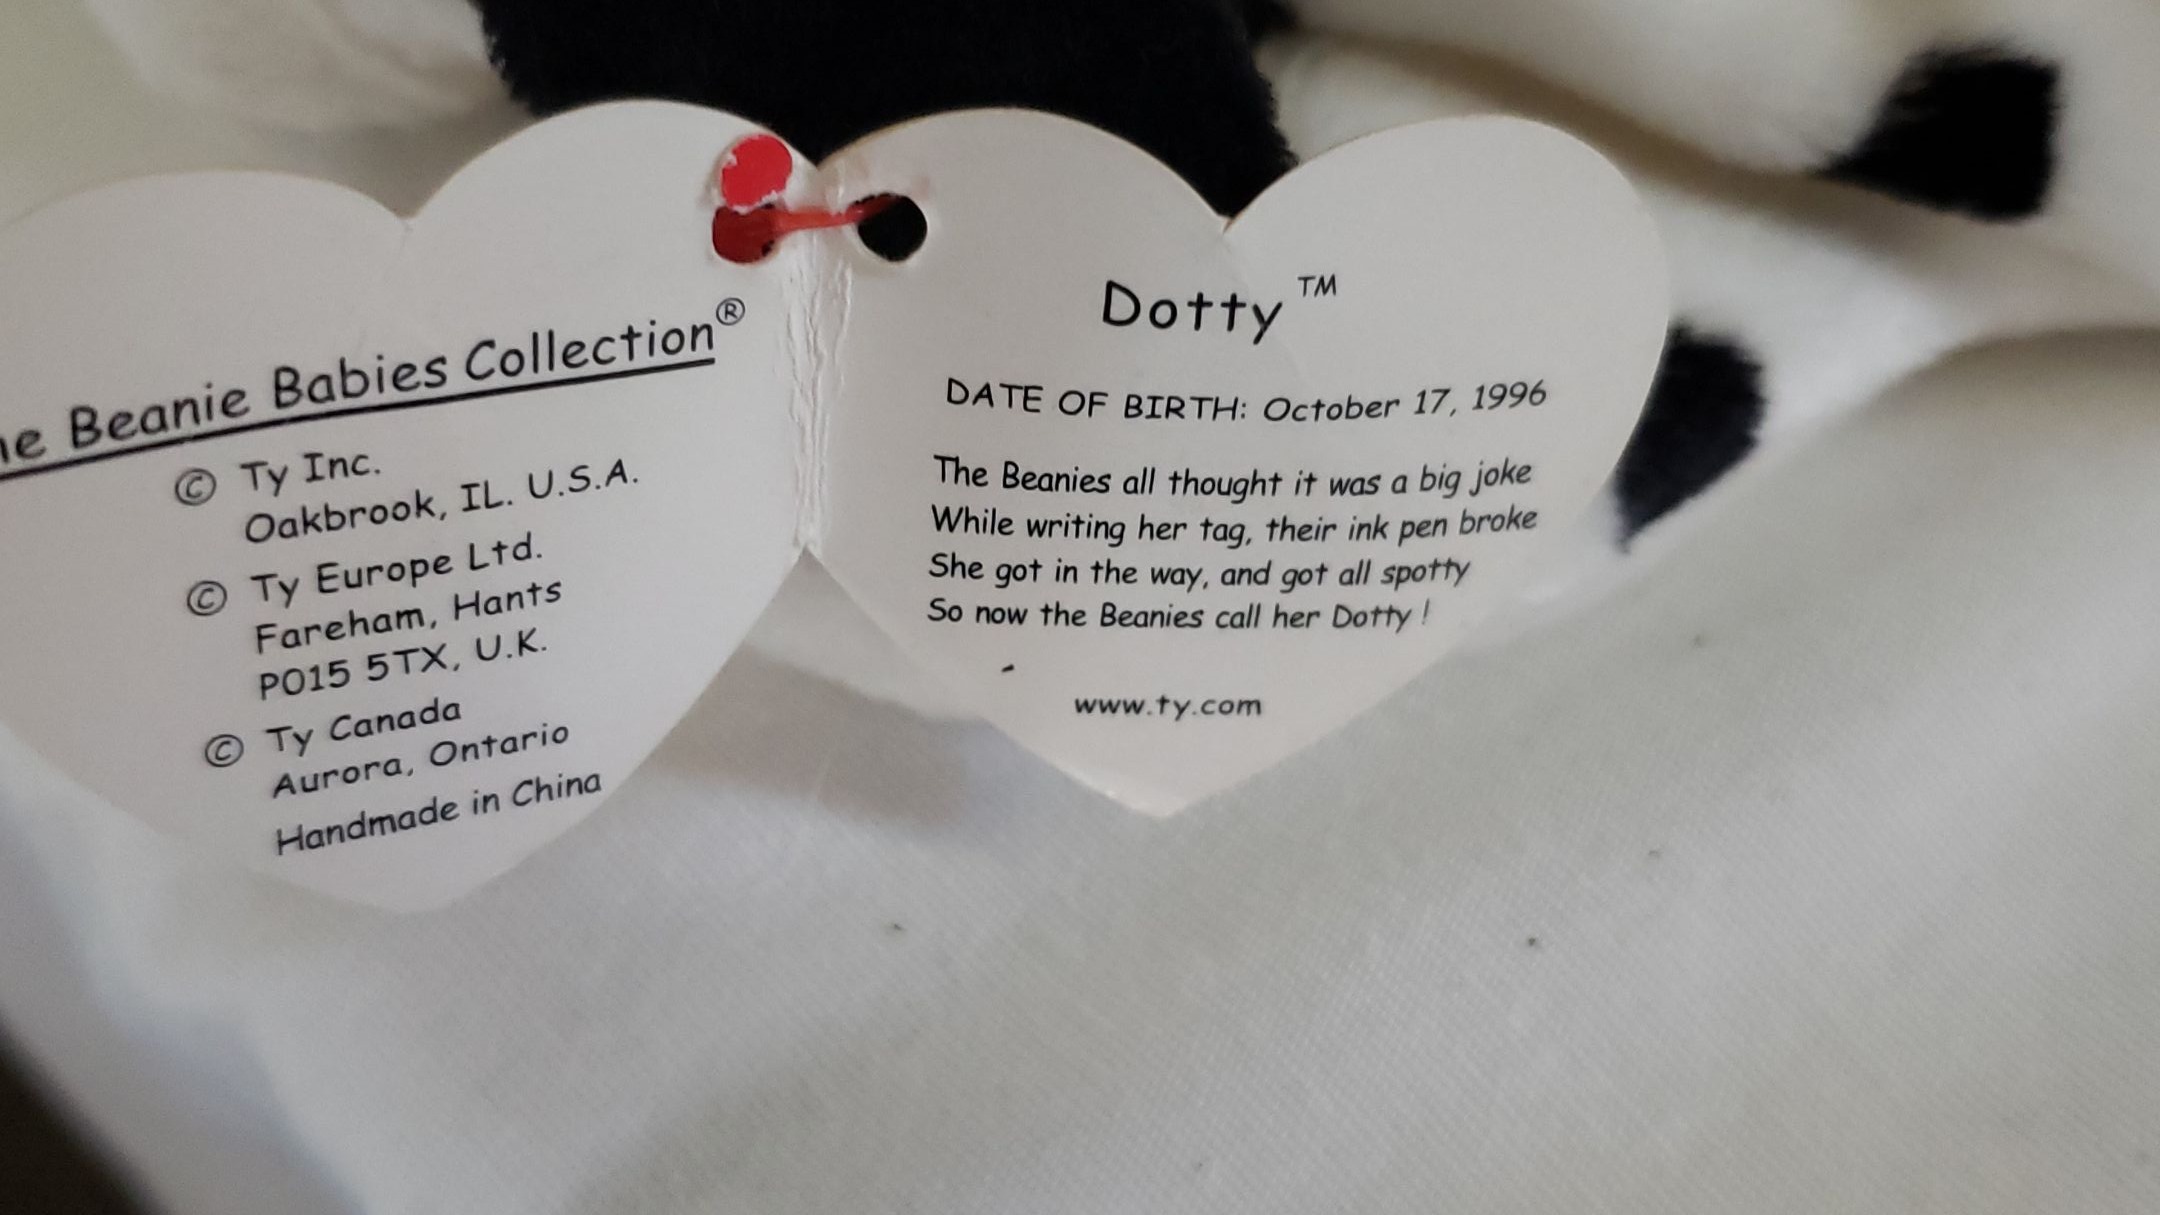 Beanie Babies Collection®
© Ty Inc.
Oakbrook, IL. U.S.A.
© Ty Europe Ltd.
Fareham, Hants
PO15 5TX, U.K.
© Ty Canada
Aurora, Ontario
Handmade in China
Dotty™
DATE OF BIRTH: October 17, 1996
The Beanies all thought it was a big joke
While writing her tag, their ink pen broke
She got in the way, and got all spotty
So now the Beanies call her Dotty !
www.ty.com